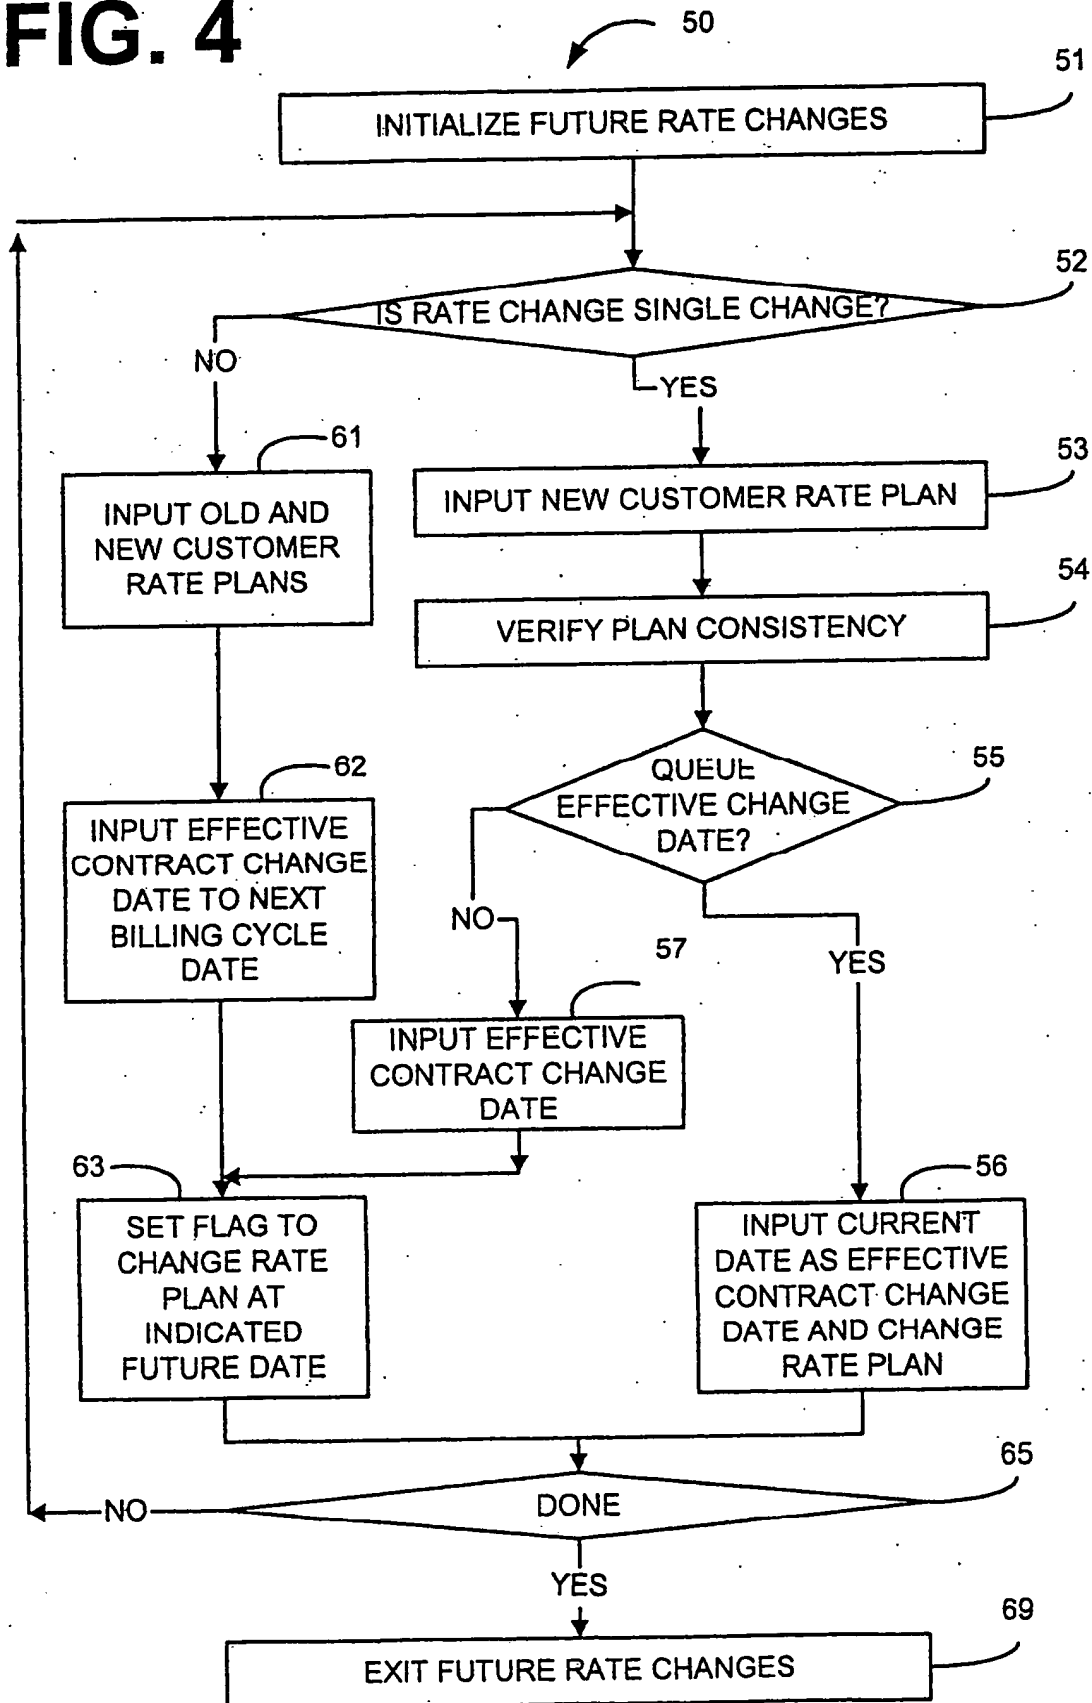 FIG. 4
50
51
INITIALIZE FUTURE RATE CHANGES
52
IS RATE CHANGE SINGLE CHANGE?
NO
YES
61
INPUT OLD AND
NEW CUSTOMER
RATE PLANS
53
INPUT NEW CUSTOMER RATE PLAN
54
VERIFY PLAN CONSISTENCY
62
INPUT EFFECTIVE
CONTRACT CHANGE
DATE TO NEXT
BILLING CYCLE
DATE
55
QUEUE
EFFECTIVE CHANGE
DATE?
NO
YES
57
INPUT EFFECTIVE
CONTRACT CHANGE
DATE
63
SET FLAG TO
CHANGE RATE
PLAN AT
INDICATED
FUTURE DATE
56
INPUT CURRENT
DATE AS EFFECTIVE
CONTRACT CHANGE
DATE AND CHANGE
RATE PLAN
65
DONE
NO
YES
69
EXIT FUTURE RATE CHANGES